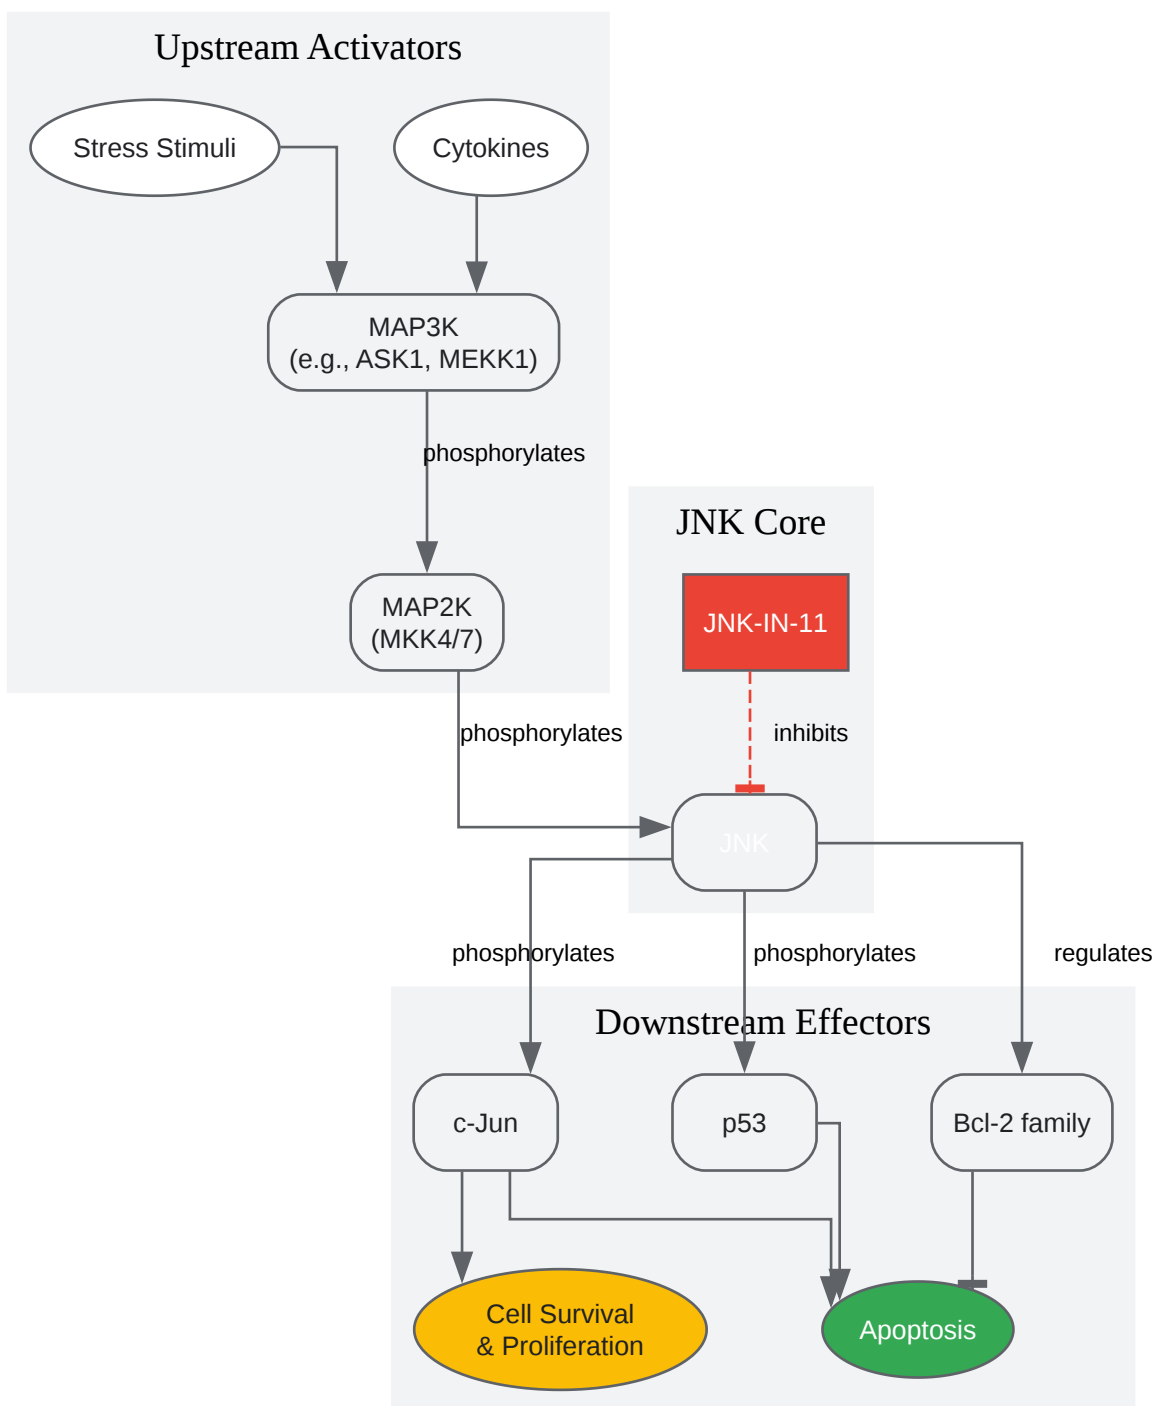 Upstream Activators
Stress Stimuli
Cytokines
MAP3K
(e.g., ASK1, MEKK1)
phosphorylates
JNK Core
MAP2K
(MKK4/7)
JNK-IN-11
phosphorylates
inhibits
JNK
phosphorylates
phosphorylates
regulates
Downstream Effectors
c-Jun
p53
Bcl-2 family
Cell Survival
& Proliferation
Apoptosis